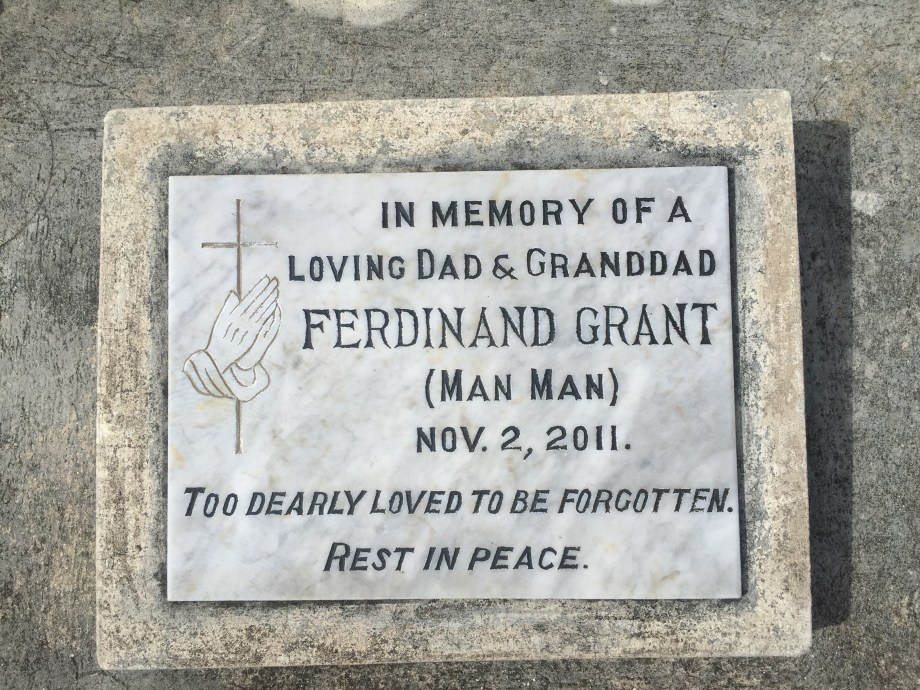 IN MEMORY OF A
LOVING DAD & GRANDDAD
FERDINAND GRANT
(MAN MAN)
NOV. 2, 2011.
TOO DEARLY LOVED TO BE FORGOTTEN.
REST IN PEACE.